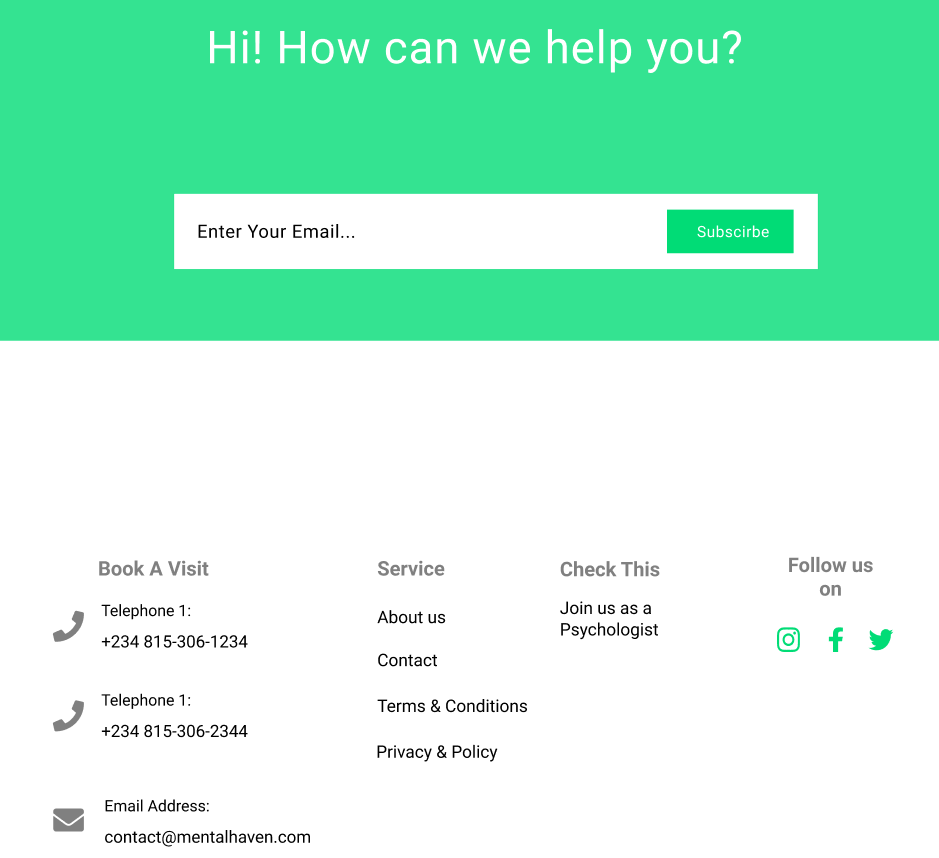 Hi! How can we help you?
Enter Your Email...
Subscirbe
Book A Visit
Telephone 1:
+234 815-306-1234
Telephone 1:
+234 815-306-2344
Email Address:
contact@mentalhaven.com
Service
About us
Contact
Terms & Conditions
Privacy & Policy
Check This
Join us as a
Psychologist
Follow us
on